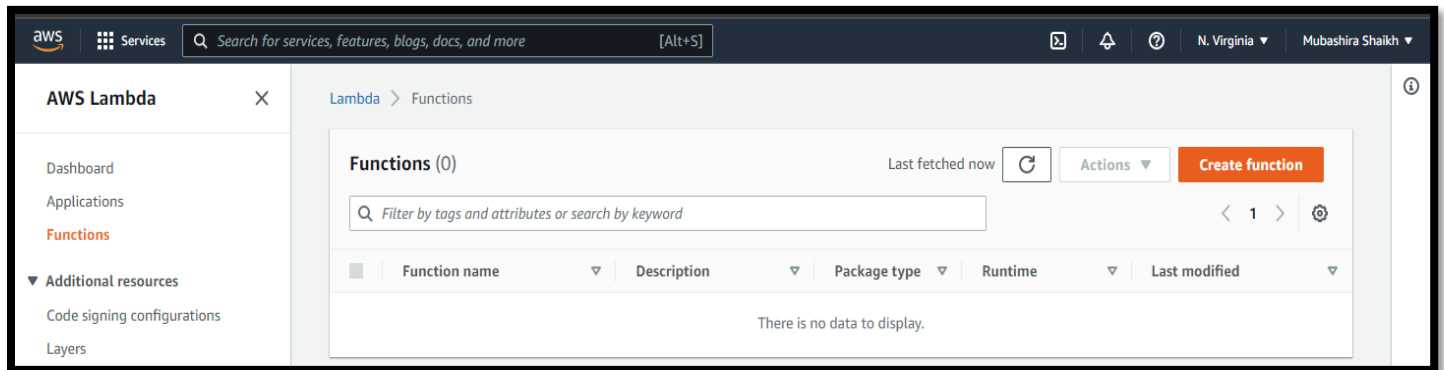 aws Services Search for services, features, blogs, docs, and more [Alt+S] N. Virginia ▼ Mubashira Shaikh ▼
AWS Lambda
Dashboard
Applications
Functions
Additional resources
Code signing configurations
Layers
Lambda > Functions
Functions (0) Last fetched now Actions ▼ Create function
Filter by tags and attributes or search by keyword < 1 >
Function name Description Package type Runtime Last modified
There is no data to display.